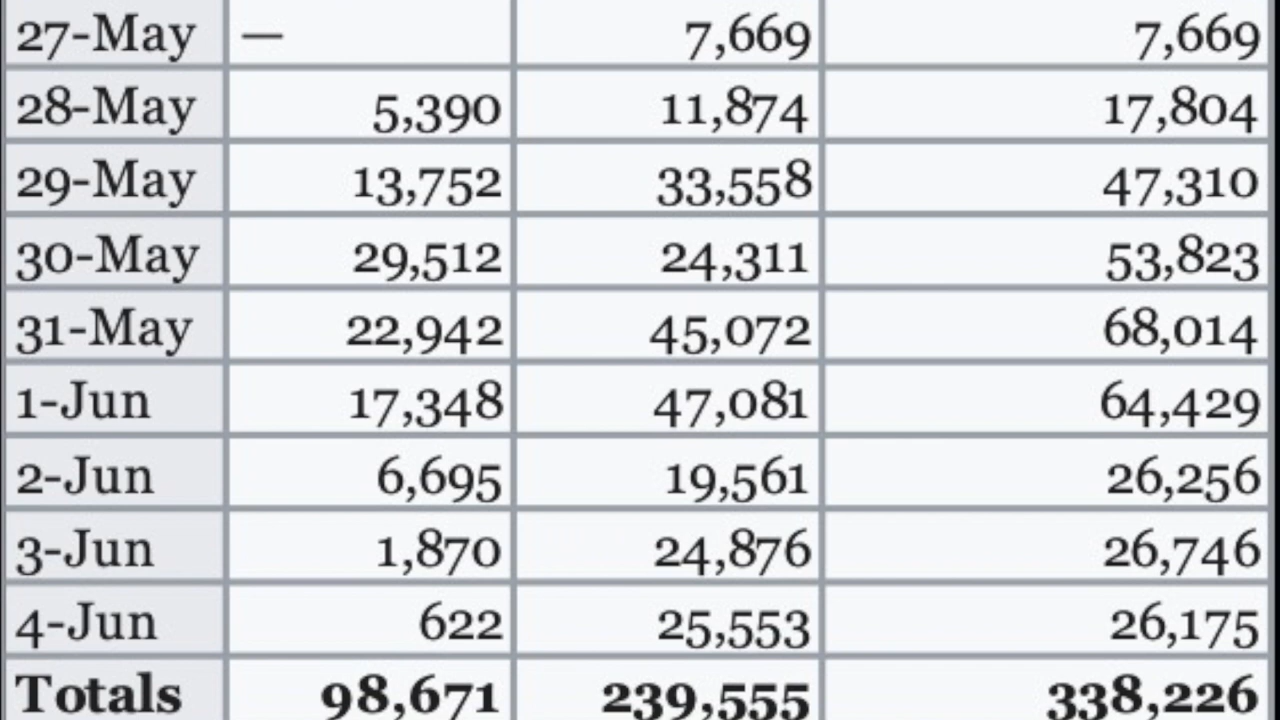 27-May — 7,669 7,669
28-May 5,390 11,874 17,804
29-May 13,752 33,558 47,310
30-May 29,512 24,311 53,823
31-May 22,942 45,072 68,014
1-Jun 17,348 47,081 64,429
2-Jun 6,695 19,561 26,256
3-Jun 1,870 24,876 26,746
4-Jun 622 25,553 26,175
Totals 98,671 239,555 338,226